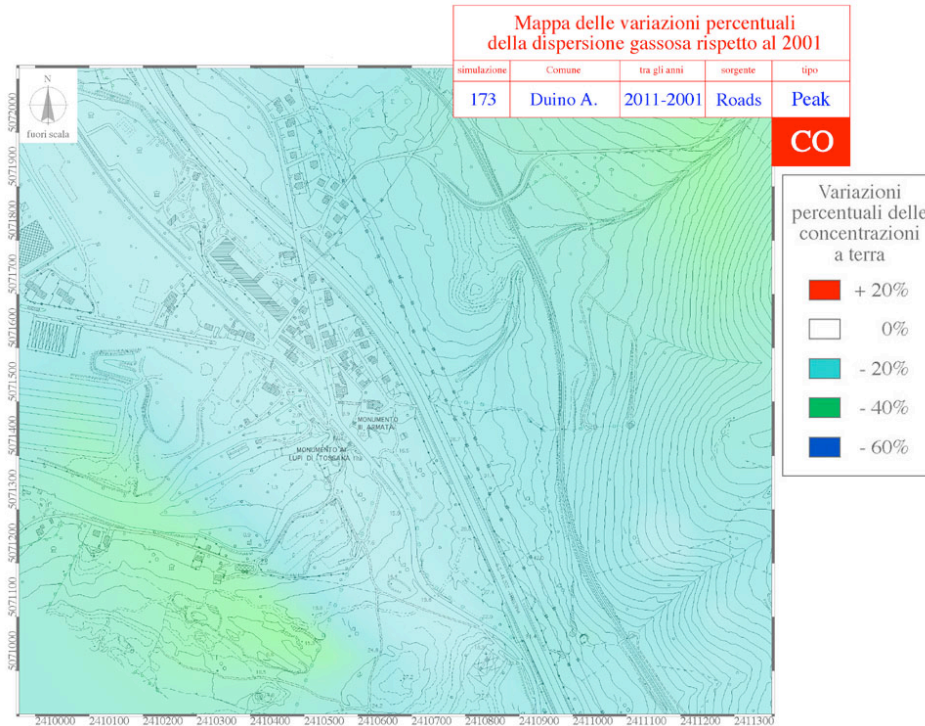 Mappa delle variazioni percentuali
della dispersione gassosa rispetto al 2001
simulazione Comune tra gli anni sorgente tipo
173 Duino A. 2011-2001 Roads Peak
CO
N
fuori scala
Variazioni
percentuali delle
concentrazioni
a terra
+ 20%
0%
- 20%
- 40%
- 60%
5072000
5071900
5071800
5071700
5071600
5071500
5071400
5071300
5071200
5071100
5071000
MONUMENTO
MONUMENTO AI
2410000 2410100 2410200 2410300 2410400 2410500 2410600 2410700 2410800 2410900 2411000 2411100 2411200 2411300